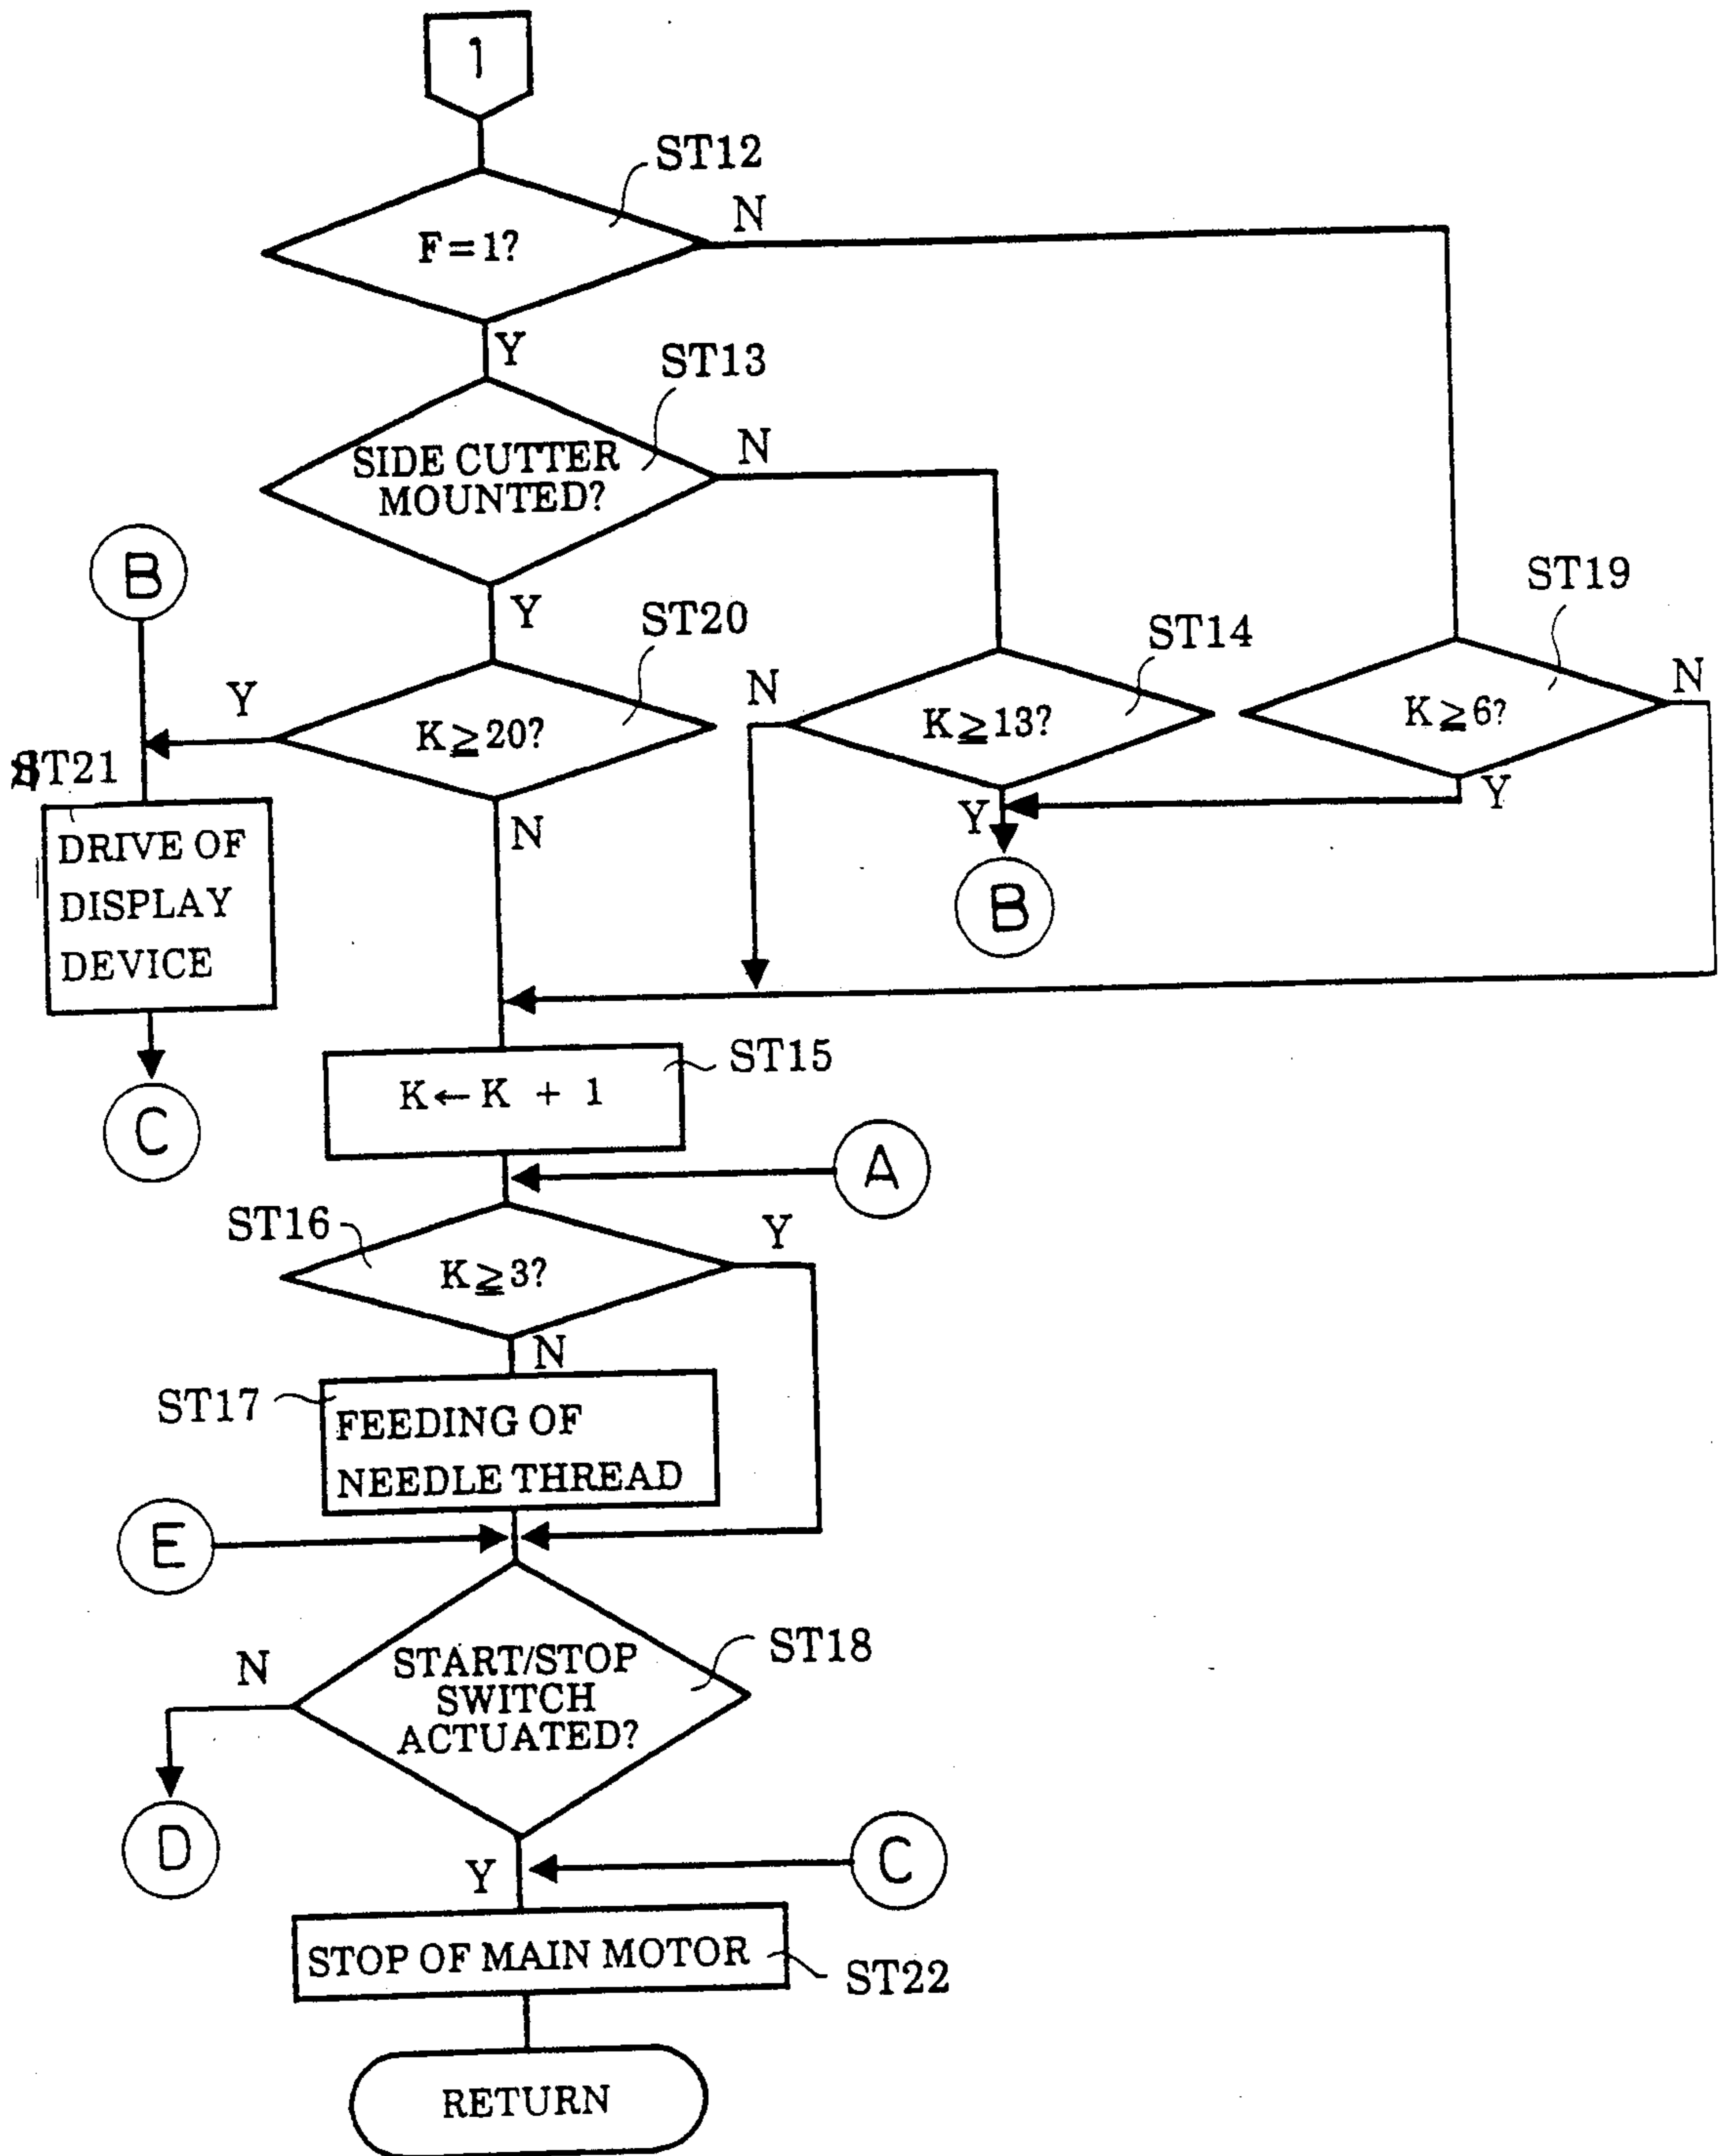 1
ST12
F=1?
N
Y
ST13
SIDE CUTTER
MOUNTED?
N
Y
B
ST20
K≧20?
Y
N
ST14
K≧13?
N
Y
ST19
K≧6?
N
Y
B
ST21
DRIVE OF
DISPLAY
DEVICE
C
ST15
K←K + 1
A
ST16
K≧3?
Y
N
ST17
FEEDING OF
NEEDLE THREAD
E
ST18
START/STOP
SWITCH
ACTUATED?
N
D
Y
C
STOP OF MAIN MOTOR
ST22
RETURN